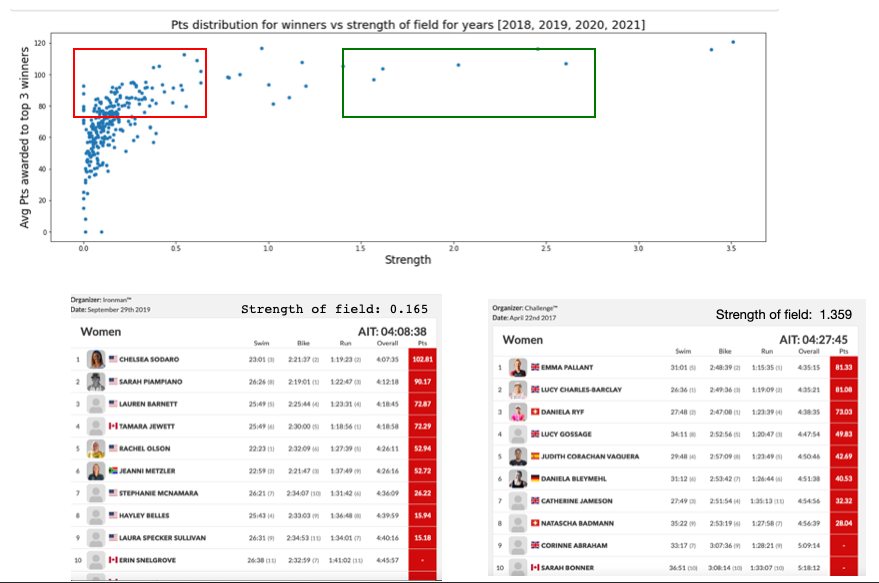 Pts distribution for winners vs strength of field for years [2018, 2019, 2020, 2021]
Avg Pts awarded to top 3 winners
120
100
80
60
40
20
0
0.0 0.5 1.0 1.5 2.0 2.5 3.0 3.5
Strength
Organizer: Ironman™
Date: September 29th 2019
Strength of field: 0.165
Women AIT: 04:08:38
Swim Bike Run Overall Pts
1 CHELSEA SODARO 23:01 (3) 2:21:37 (2) 1:19:23 (2) 4:07:35 102.81
2 SARAH PIAMPIANO 26:26 (8) 2:19:01 (1) 1:22:47 (3) 4:12:18 90.17
3 LAUREN BARNETT 25:49 (5) 2:25:44 (4) 1:23:31 (4) 4:18:45 72.87
4 TAMARA JEWETT 25:49 (6) 2:30:00 (5) 1:18:56 (1) 4:18:58 72.29
5 RACHEL OLSON 22:23 (1) 2:32:09 (6) 1:27:39 (5) 4:26:11 52.94
6 JEANNI METZLER 22:59 (2) 2:21:47 (3) 1:37:49 (9) 4:26:16 52.72
7 STEPHANIE MCNAMARA 26:21 (7) 2:34:07 (10) 1:31:42 (6) 4:36:09 26.22
8 HAYLEY BELLES 25:43 (4) 2:33:03 (9) 1:36:48 (8) 4:39:59 15.94
9 LAURA SPECKER SULLIVAN 26:31 (9) 2:34:53 (11) 1:34:01 (7) 4:40:16 15.18
10 ERIN SNELGROVE 26:38 (11) 2:32:59 (7) 1:41:02 (11) 4:45:57 -
Organizer: Challenge™
Date: April 22nd 2017
Strength of field: 1.359
Women AIT: 04:27:45
Swim Bike Run Overall Pts
1 EMMA PALLANT 31:01 (5) 2:48:39 (2) 1:15:35 (1) 4:35:15 81.33
2 LUCY CHARLES-BARCLAY 26:36 (1) 2:49:36 (3) 1:19:09 (2) 4:35:21 81.08
3 DANIELA RYF 27:48 (2) 2:47:08 (1) 1:23:39 (4) 4:38:35 73.03
4 LUCY GOSSAGE 34:11 (8) 2:52:56 (5) 1:20:47 (3) 4:47:54 49.83
5 JUDITH CORACHAN VAQUERA 29:48 (4) 2:57:09 (8) 1:23:49 (5) 4:50:46 42.69
6 DANIELA BLEYMEHL 31:12 (6) 2:53:42 (7) 1:26:44 (6) 4:51:38 40.53
7 CATHERINE JAMESON 27:49 (3) 2:51:54 (4) 1:35:13 (11) 4:54:56 32.32
8 NATASCHA BADMANN 35:22 (9) 2:53:19 (6) 1:27:58 (7) 4:56:39 28.04
9 CORINNE ABRAHAM 33:17 (7) 3:07:36 (9) 1:28:21 (9) 5:09:14 -
10 SARAH BONNER 36:51 (10) 3:08:14 (10) 1:33:07 (10) 5:18:12 -